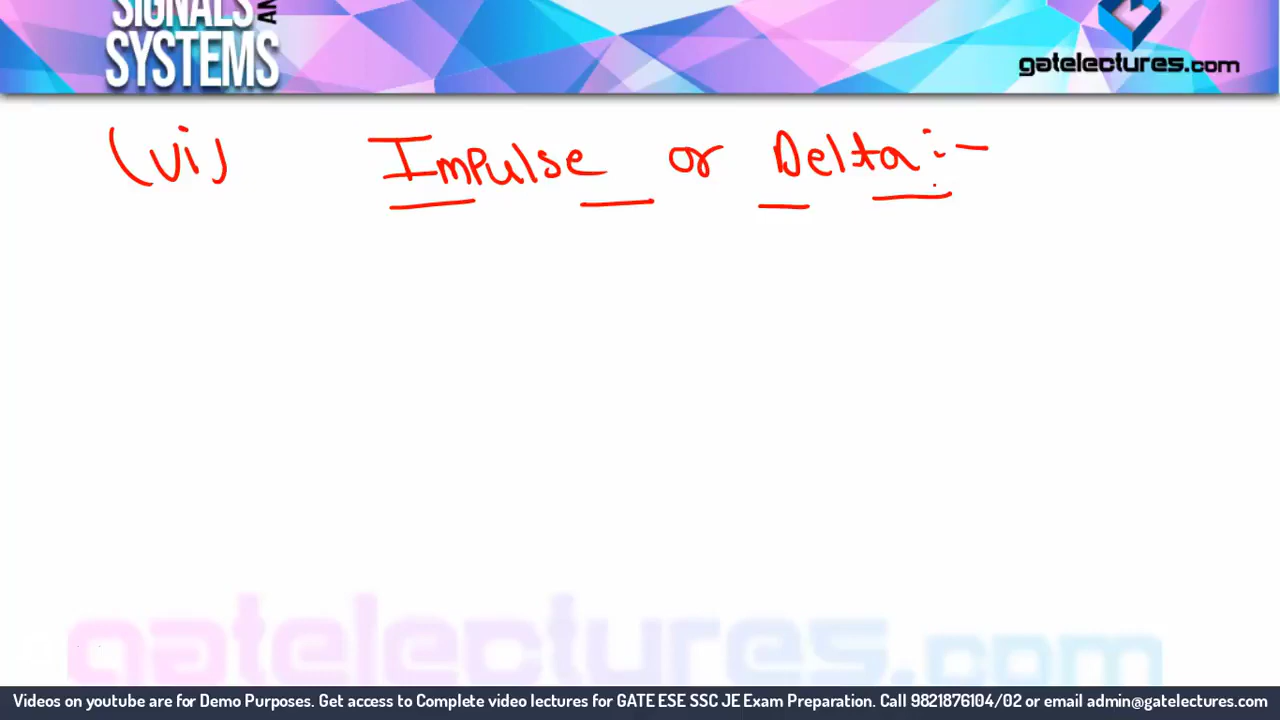 SIGNALS AN
SYSTEMS
gatelectures.com
(vi) Impulse or Delta :-
gatelectures.com
Videos on youtube are for Demo Purposes. Get access to Complete video lectures for GATE ESE SSC JE Exam Preparation. Call 9821876104/02 or email admin@gatelectures.com